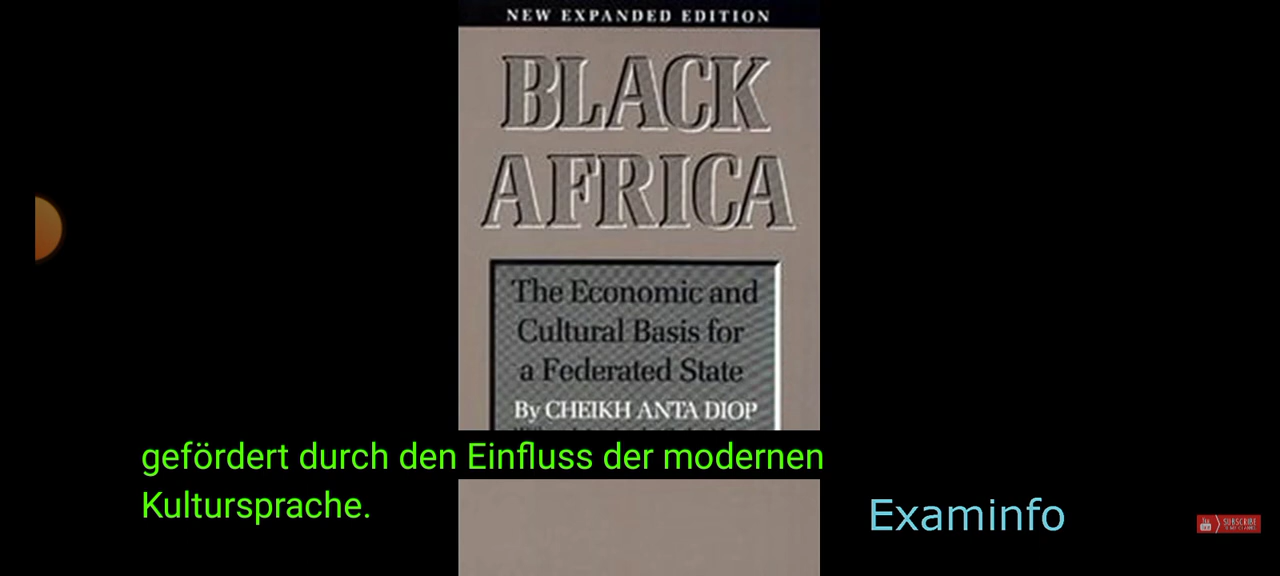 NEW EXPANDED EDITION
BLACK
AFRICA
The Economic and
Cultural Basis for
a Federated State
By CHEIKH ANTA DIOP
gefördert durch den Einfluss der modernen
Kultursprache.
Examinfo
SUBSCRIBE